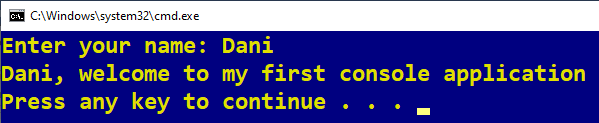 C:\Windows\system32\cmd.exe
Enter your name: Dani
Dani, welcome to my first console application
Press any key to continue . . .